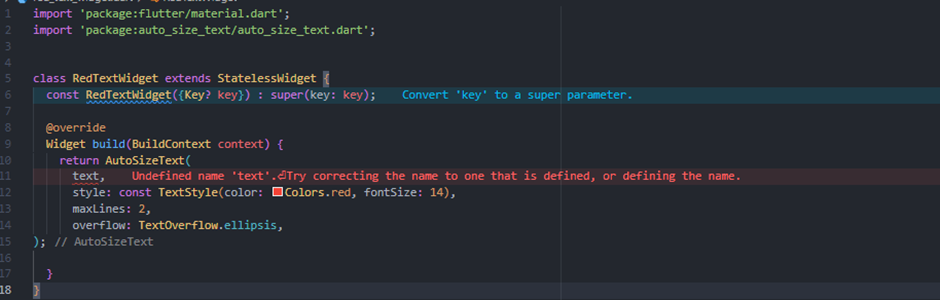 1 import 'package:flutter/material.dart';
2 import 'package:auto_size_text/auto_size_text.dart';
3
4
5 class RedTextWidget extends StatelessWidget {
6   const RedTextWidget({Key? key}) : super(key: key);    Convert 'key' to a super parameter.
7
8   @override
9   Widget build(BuildContext context) {
10     return AutoSizeText(
11       text,    Undefined name 'text'.⏎Try correcting the name to one that is defined, or defining the name.
12       style: const TextStyle(color: Colors.red, fontSize: 14),
13       maxLines: 2,
14       overflow: TextOverflow.ellipsis,
15 ); // AutoSizeText
16
17   }
18 }